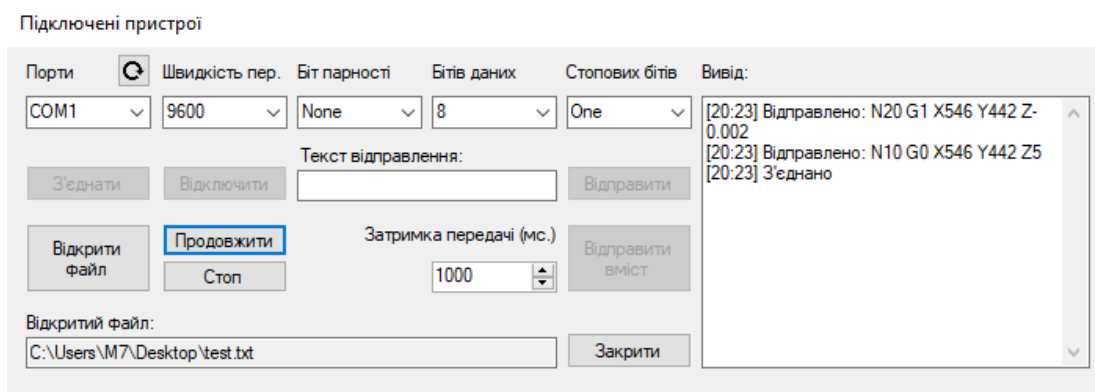 Підключені пристрої
Порти Швидкість пер. Біт парності Бітів даних Стопових бітів Вивід:
COM1 9600 None 8 One
[20:23] Відправлено: N20 G1 X546 Y442 Z-
0.002
[20:23] Відправлено: N10 G0 X546 Y442 Z5
[20:23] З'єднано
Текст відправлення:
З'єднати Відключити Відправити
Відкрити
файл
Продовжити
Стоп
Затримка передачі (мс.)
1000
Відправити
вміст
Відкритий файл:
C:\Users\M7\Desktop\test.txt Закрити